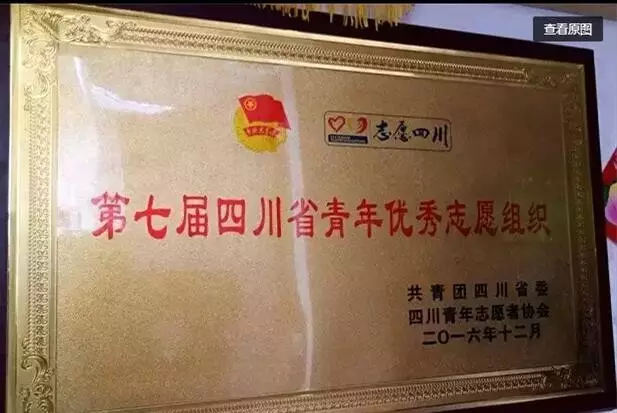 查看原图
志愿四川
第七届四川省青年优秀志愿组织
共青团四川省委
四川青年志愿者协会
二〇一六年十二月